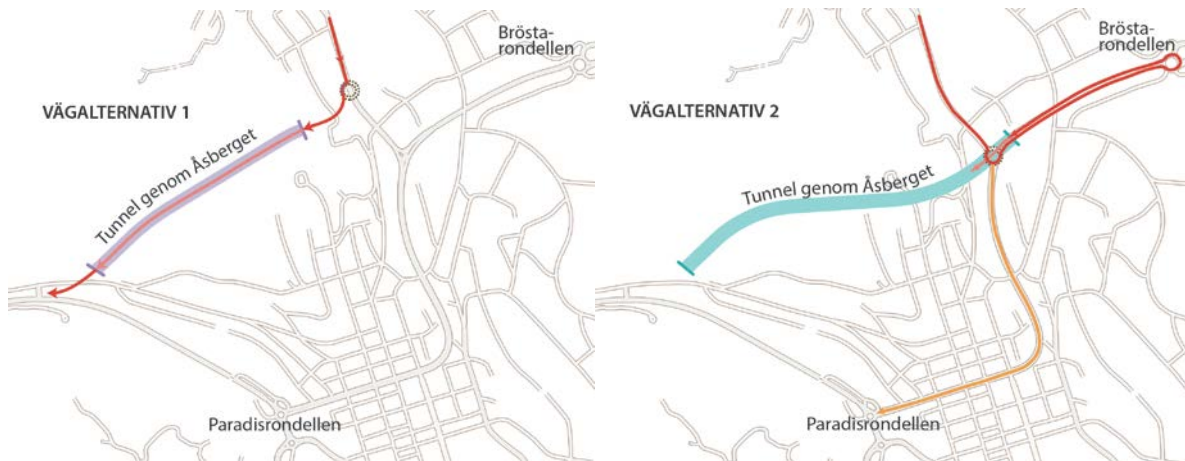 Brösta-
rondellen
VÄGALTERNATIV 1
Tunnel genom Åsberget
Paradisrondellen
Brösta-
rondellen
VÄGALTERNATIV 2
Tunnel genom Åsberget
Paradisrondellen